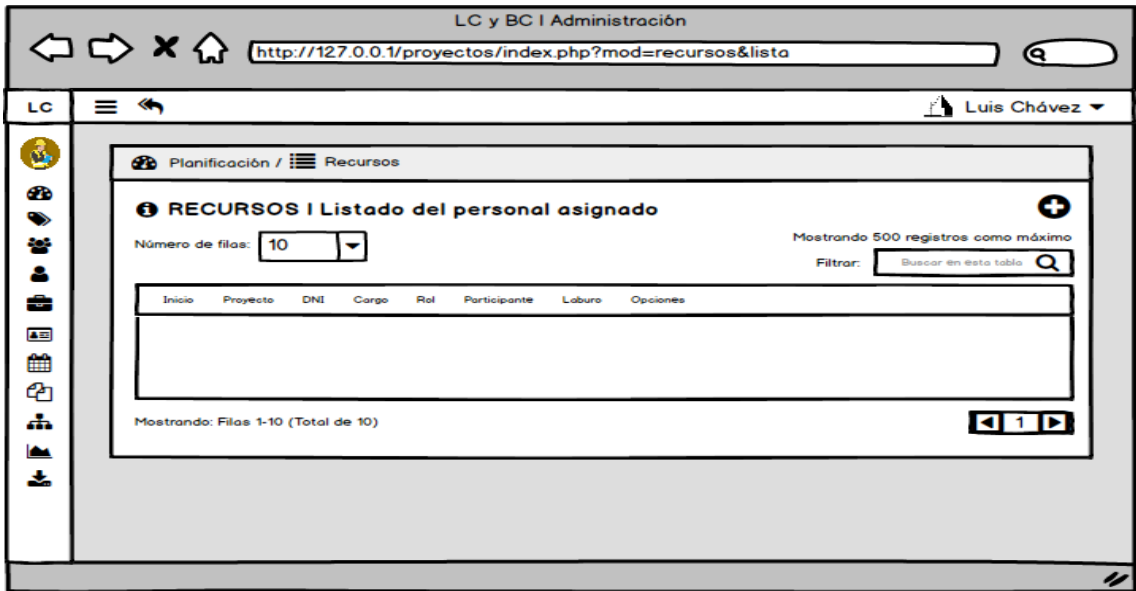 LC y BC | Administración
http://127.0.0.1/proyectos/index.php?mod=recursos&lista
LC
Luis Chávez
Planificación / Recursos
RECURSOS | Listado del personal asignado
Número de filas: 10
Mostrando 500 registros como máximo
Filtrar: Buscar en esta tabla
Inicio Proyecto DNI Cargo Rol Participante Laburo Opciones
Mostrando: Filas 1-10 (Total de 10)
1